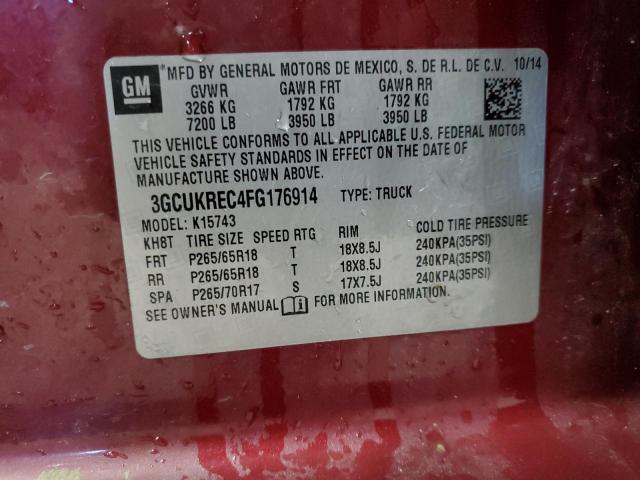 GM *MFD BY GENERAL MOTORS DE MEXICO, S. DE R.L. DE C.V. 10/14
GVWR GAWR FRT GAWR RR
3266 KG 1792 KG 1792 KG
7200 LB 3950 LB 3950 LB
THIS VEHICLE CONFORMS TO ALL APPLICABLE U.S. FEDERAL MOTOR
VEHICLE SAFETY STANDARDS IN EFFECT ON THE DATE OF
MANUFACTURE SHOWN ABOVE.
3GCUKREC4FG176914 TYPE: TRUCK
MODEL: K15743
KH8T TIRE SIZE SPEED RTG RIM COLD TIRE PRESSURE
FRT P265/65R18 T 18X8.5J 240KPA(35PSI)
RR P265/65R18 T 18X8.5J 240KPA(35PSI)
SPA P265/70R17 S 17X7.5J 240KPA(35PSI)
SEE OWNER'S MANUAL FOR MORE INFORMATION.